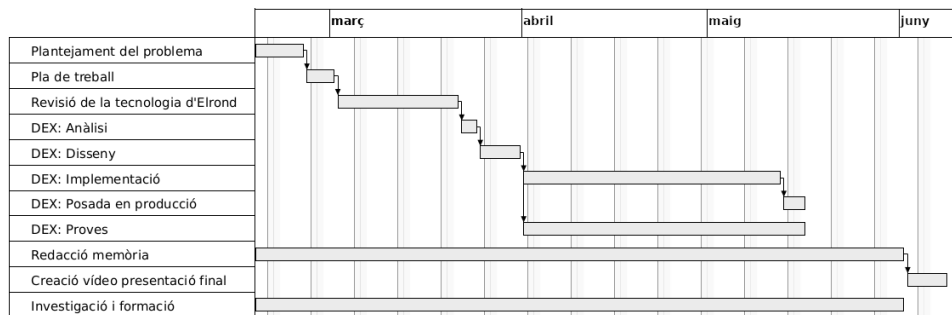 març abril maig juny
Plantejament del problema
Pla de treball
Revisió de la tecnologia d'Elrond
DEX: Anàlisi
DEX: Disseny
DEX: Implementació
DEX: Posada en producció
DEX: Proves
Redacció memòria
Creació vídeo presentació final
Investigació i formació